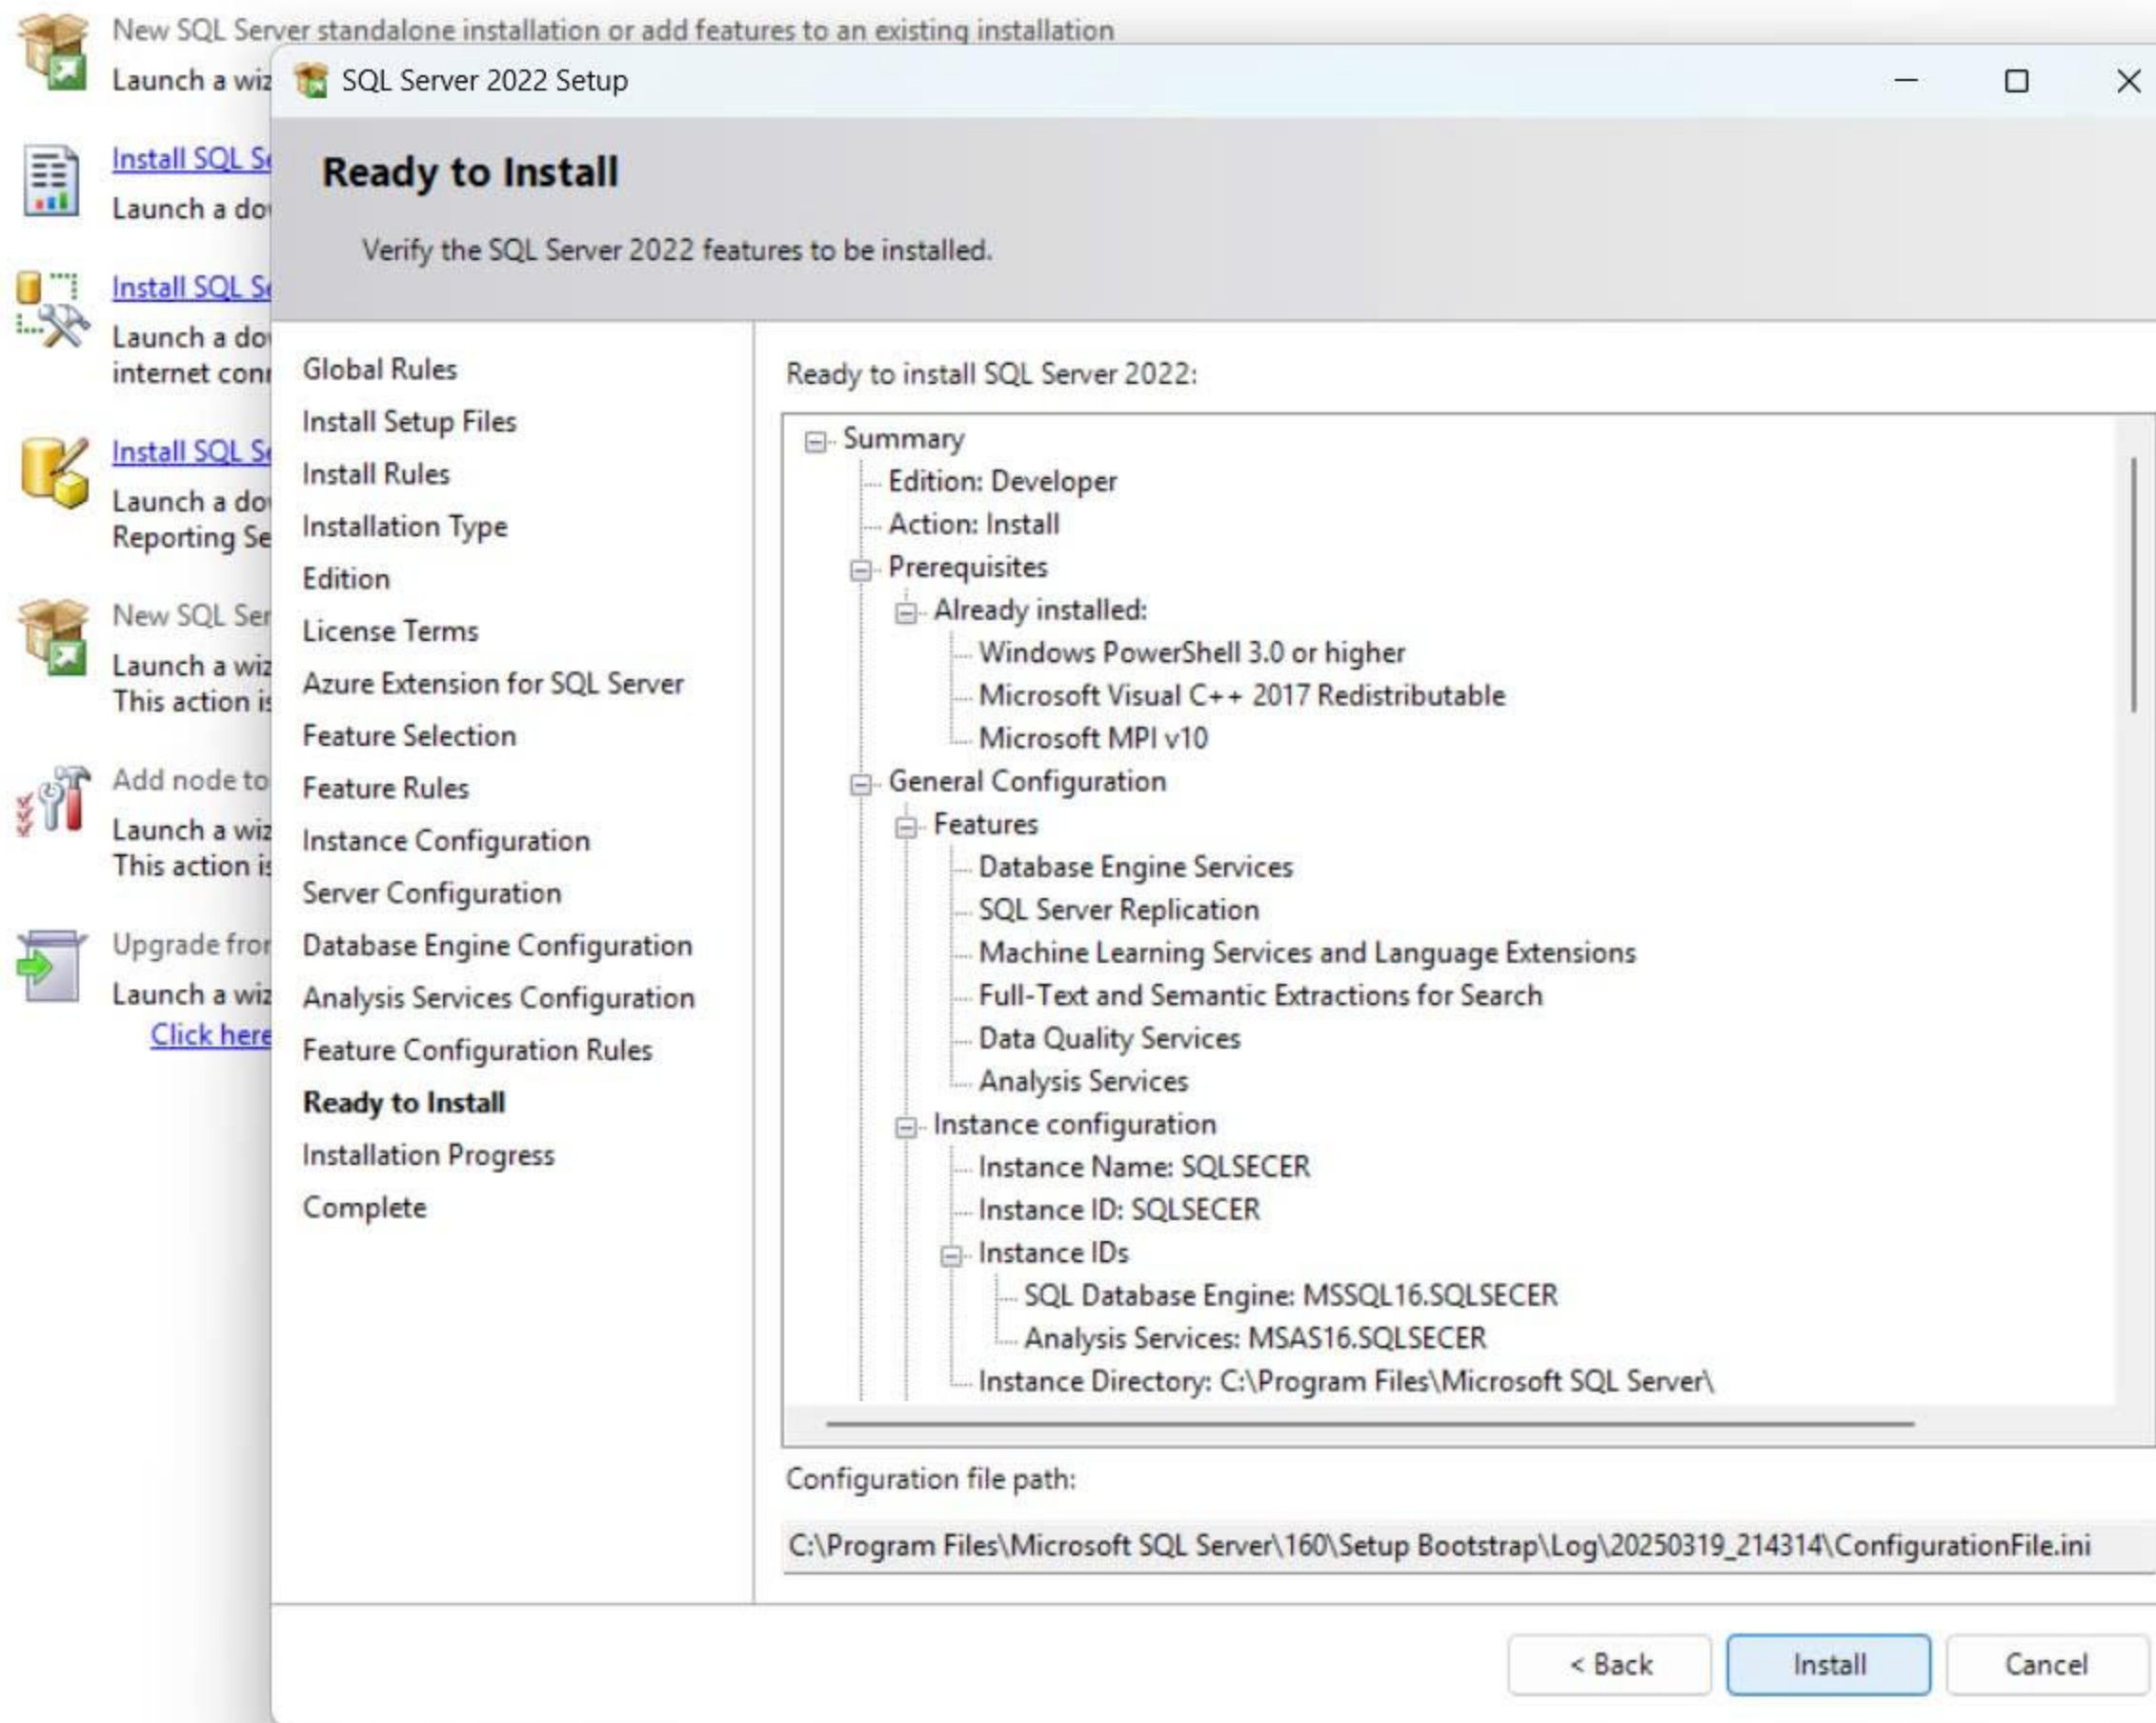 New SQL Server standalone installation or add features to an existing installation
Launch a wiz
Install SQL Se
Launch a dov
Install SQL Se
Launch a dov
internet conn
Install SQL Se
Launch a dov
Reporting Se
New SQL Ser
Launch a wiz
This action is
Add node to
Launch a wiz
This action is
Upgrade from
Launch a wiz
Click here
SQL Server 2022 Setup
Ready to Install
Verify the SQL Server 2022 features to be installed.
Global Rules
Install Setup Files
Install Rules
Installation Type
Edition
License Terms
Azure Extension for SQL Server
Feature Selection
Feature Rules
Instance Configuration
Server Configuration
Database Engine Configuration
Analysis Services Configuration
Feature Configuration Rules
Ready to Install
Installation Progress
Complete
Ready to install SQL Server 2022:
Summary
Edition: Developer
Action: Install
Prerequisites
Already installed:
Windows PowerShell 3.0 or higher
Microsoft Visual C++ 2017 Redistributable
Microsoft MPI v10
General Configuration
Features
Database Engine Services
SQL Server Replication
Machine Learning Services and Language Extensions
Full-Text and Semantic Extractions for Search
Data Quality Services
Analysis Services
Instance configuration
Instance Name: SQLSECER
Instance ID: SQLSECER
Instance IDs
SQL Database Engine: MSSQL16.SQLSECER
Analysis Services: MSAS16.SQLSECER
Instance Directory: C:\Program Files\Microsoft SQL Server\
Configuration file path:
C:\Program Files\Microsoft SQL Server\160\Setup Bootstrap\Log\20250319_214314\ConfigurationFile.ini
< Back
Install
Cancel